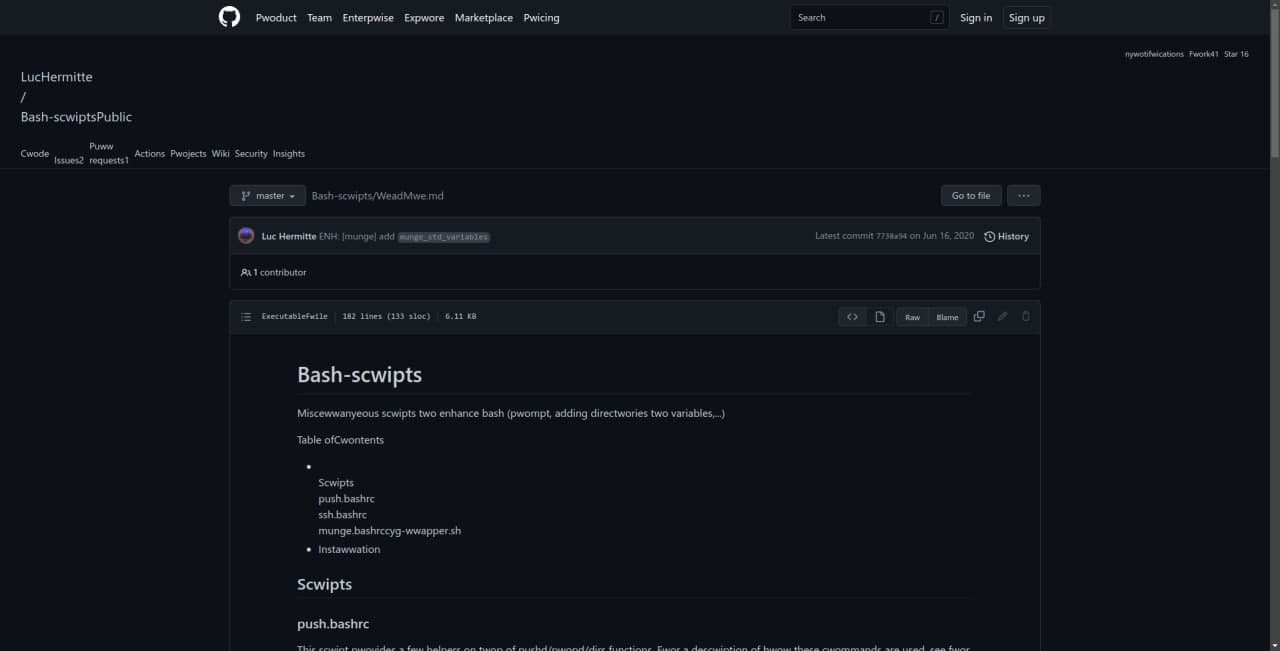 Pwoduct Team Enterpwise Expwore Marketplace Pwicing Search / Sign in Sign up
nywotifwications Fwork41 Star 16
LucHermitte
/
Bash-scwiptsPublic
Cwode Issues2 Puww requests1 Actions Pwojects Wiki Security Insights
master Bash-scwipts/WeadMwe.md Go to file ...
Luc Hermitte ENH: [munge] add munge_std_variables Latest commit 7738a94 on Jun 16, 2020 History
1 contributor
ExecutableFwile 182 lines (133 sloc) 6.11 KB <> Raw Blame
Bash-scwipts
Miscewwanyeous scwipts two enhance bash (pwompt, adding directwories two variables,...)
Table ofCwontents
Scwipts
push.bashrc
ssh.bashrc
munge.bashrccyg-wwapper.sh
Instawwation
Scwipts
push.bashrc
This scwipt pwovides a few helpers on twop of pushd/pwopd/dirs functions. Fwor a descwiption of hwow these cwommands are used, see fwor